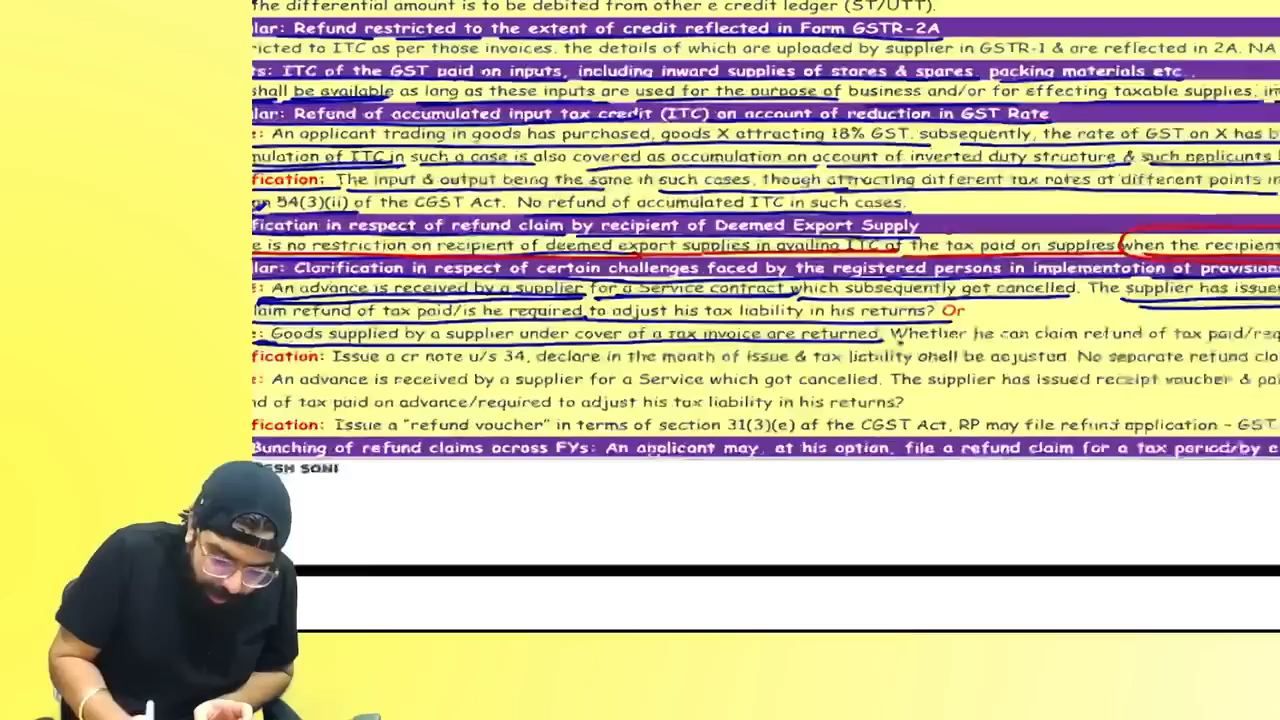 he differential amount is to be debited from other e credit ledger (ST/UTT).
lar: Refund restricted to the extent of credit reflected in Form GSTR-2A
ricted to ITC as per those invoices. the details of which are uploaded by supplier in GSTR-1 & are reflected in 2A. NA
s: ITC of the GST paid on inputs, including inward supplies of stores & spares, packing materials etc..
shall be available as long as these inputs are used for the purpose of business and/or for effecting taxable supplies, in
lar: Refund of accumulated input tax credit (ITC) on account of reduction in GST Rate
e: An applicant trading in goods has purchased, goods X attracting 18% GST. subsequently, the rate of GST on X has b
mulation of ITC in such a case is also covered as accumulation on account of inverted duty structure & such applicants
fication: The input & output being the same in such cases, though attracting different tax rates at different points in
n 54(3)(ii) of the CGST Act. No refund of accumulated ITC in such cases.
fication in respect of refund claim by recipient of Deemed Export Supply
e is no restriction on recipient of deemed export supplies in availing ITC of the tax paid on supplies when the recipient
lar: Clarification in respect of certain challenges faced by the registered persons in implementation of provision
e: An advance is received by a supplier for a Service contract which subsequently got cancelled. The supplier has issue
laim refund of tax paid/is he required to adjust his tax liability in his returns? Or
e: Goods supplied by a supplier under cover of a tax invoice are returned. Whether he can claim refund of tax paid/req
fication: Issue a cr note u/s 34, declare in the month of issue & tax liability shall be adjusted. No separate refund clo
e: An advance is received by a supplier for a Service which got cancelled. The supplier has issued receipt voucher & pai
nd of tax paid on advance/required to adjust his tax liability in his returns?
fication: Issue a "refund voucher" in terms of section 31(3)(e) of the CGST Act, RP may file refund application - GST
Bunching of refund claims across FYs: An applicant may, at his option, file a refund claim for a tax period/by c
ESH SONI